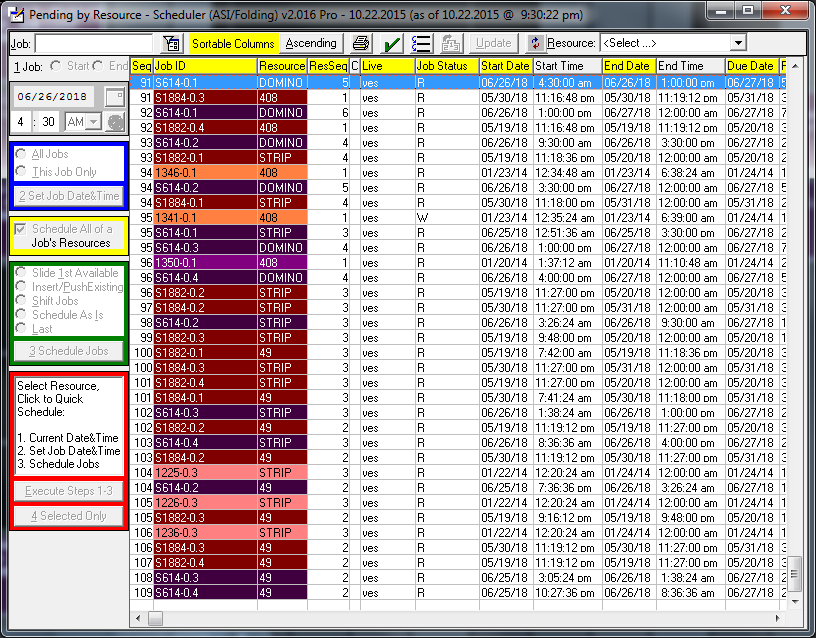 Pending by Resource - Scheduler (ASI/Folding) v2.016 Pro - 10.22.2015 (as of 10.22.2015 @ 9:30:22 pm)
Job: Sortable Columns Ascending Update Resource: <Select ...>
1 Job: Start End
06/26/2018
4 : 30 AM
All Jobs
This Job Only
2 Set Job Date&Time
Schedule All of a
Job's Resources
Slide 1st Available
Insert/PushExisting
Shift Jobs
Schedule As Is
Last
3 Schedule Jobs
Select Resource,
Click to Quick
Schedule:
1. Current Date&Time
2. Set Job Date&Time
3. Schedule Jobs
Execute Steps 1-3
4 Selected Only
Seq Job ID Resource ResSeq C Live Job Status Start Date Start Time End Date End Time Due Date F
91 S614-0.1 DOMINO 5 yes R 06/26/18 4:30:00 am 06/26/18 1:00:00 pm 06/27/18 5
91 S1884-0.3 408 1 yes R 05/30/18 11:16:48 pm 05/30/18 11:19:12 pm 05/31/18 3
92 S614-0.1 DOMINO 6 yes R 06/26/18 1:00:00 pm 06/27/18 12:00:00 am 06/27/18 7
92 S1882-0.4 408 1 yes R 05/19/18 11:16:48 pm 05/19/18 11:19:12 pm 05/20/18 3
93 S614-0.2 DOMINO 4 yes R 06/26/18 9:30:00 am 06/26/18 3:30:00 pm 06/27/18
93 S1882-0.1 STRIP 4 yes R 05/19/18 11:18:36 pm 05/20/18 12:00:00 am 05/20/18 2
94 1346-0.1 408 1 yes R 01/23/14 12:34:48 am 01/23/14 6:38:24 am 01/24/14
94 S614-0.2 DOMINO 5 yes R 06/26/18 3:30:00 pm 06/27/18 12:00:00 am 06/27/18
94 S1884-0.1 STRIP 4 yes R 05/30/18 11:18:00 pm 05/31/18 12:00:00 am 05/31/18 2
95 1341-0.1 408 1 yes W 01/23/14 12:35:24 am 01/23/14 6:39:00 am 01/24/14
95 S614-0.1 STRIP 3 yes R 06/25/18 12:51:36 am 06/25/18 3:30:00 pm 06/27/18
95 S614-0.3 DOMINO 4 yes R 06/26/18 1:00:00 pm 06/27/18 12:00:00 am 06/27/18
96 1350-0.1 408 1 yes R 01/20/14 1:37:12 am 01/20/14 11:10:48 am 01/24/14
96 S614-0.4 DOMINO 4 yes R 06/26/18 4:00:00 pm 06/27/18 12:00:00 am 06/27/18
96 S1882-0.2 STRIP 3 yes R 05/19/18 11:27:00 pm 05/20/18 12:00:00 am 05/20/18
97 S1884-0.2 STRIP 3 yes R 05/30/18 11:27:00 pm 05/31/18 12:00:00 am 05/31/18
98 S614-0.2 STRIP 3 yes R 06/26/18 3:26:24 am 06/26/18 9:30:00 am 06/27/18
99 S1882-0.3 STRIP 3 yes R 05/19/18 9:48:00 pm 05/20/18 12:00:00 am 05/20/18
100 S1882-0.1 49 3 yes R 05/19/18 7:42:00 am 05/19/18 11:18:36 pm 05/20/18
100 S1884-0.3 STRIP 3 yes R 05/30/18 11:27:00 pm 05/31/18 12:00:00 am 05/31/18
101 S1882-0.4 STRIP 3 yes R 05/19/18 11:27:00 pm 05/20/18 12:00:00 am 05/20/18
101 S1884-0.1 49 3 yes R 05/30/18 7:41:24 am 05/30/18 11:18:00 pm 05/31/18
102 S614-0.3 STRIP 3 yes R 06/26/18 1:38:24 am 06/26/18 1:00:00 pm 06/27/18
102 S1882-0.2 49 2 yes R 05/19/18 11:19:12 pm 05/19/18 11:27:00 pm 05/20/18
103 S614-0.4 STRIP 3 yes R 06/26/18 8:36:36 am 06/26/18 4:00:00 pm 06/27/18
103 S1884-0.2 49 2 yes R 05/30/18 11:19:12 pm 05/30/18 11:27:00 pm 05/31/18
104 1225-0.3 STRIP 3 yes R 01/22/14 12:20:24 am 01/24/14 12:00:00 am 01/24/14
104 S614-0.2 49 2 yes R 06/25/18 7:36:36 pm 06/26/18 3:26:24 am 06/27/18
105 1226-0.3 STRIP 3 yes R 01/22/14 12:20:24 am 01/24/14 12:00:00 am 01/24/14
105 S1882-0.3 49 2 yes R 05/19/18 9:16:12 pm 05/19/18 9:48:00 pm 05/20/18
106 1236-0.3 STRIP 3 yes R 01/22/14 12:20:24 am 01/24/14 12:00:00 am 01/24/14
106 S1884-0.3 49 2 yes R 05/30/18 11:19:12 pm 05/30/18 11:27:00 pm 05/31/18
107 S1882-0.4 49 2 yes R 05/19/18 11:19:12 pm 05/19/18 11:27:00 pm 05/20/18
108 S614-0.3 49 2 yes R 06/25/18 3:05:24 pm 06/26/18 1:38:24 am 06/27/18
109 S614-0.4 49 2 yes R 06/25/18 10:27:36 pm 06/26/18 8:36:36 am 06/27/18